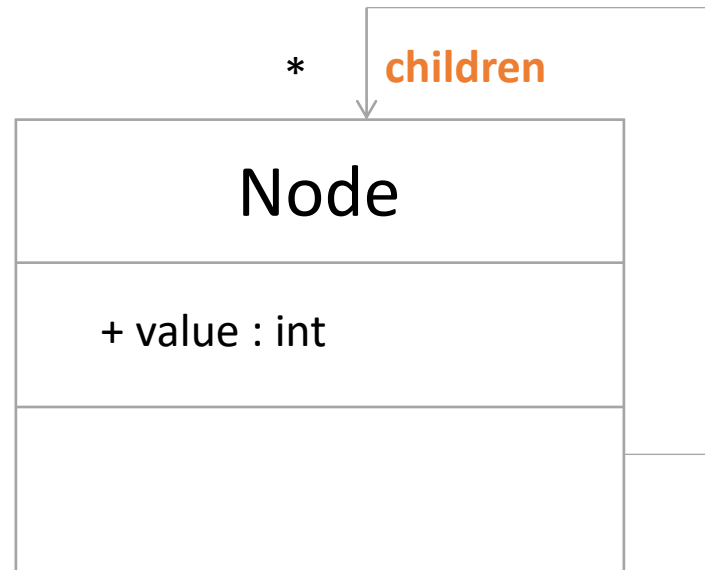 * children
Node
+ value : int